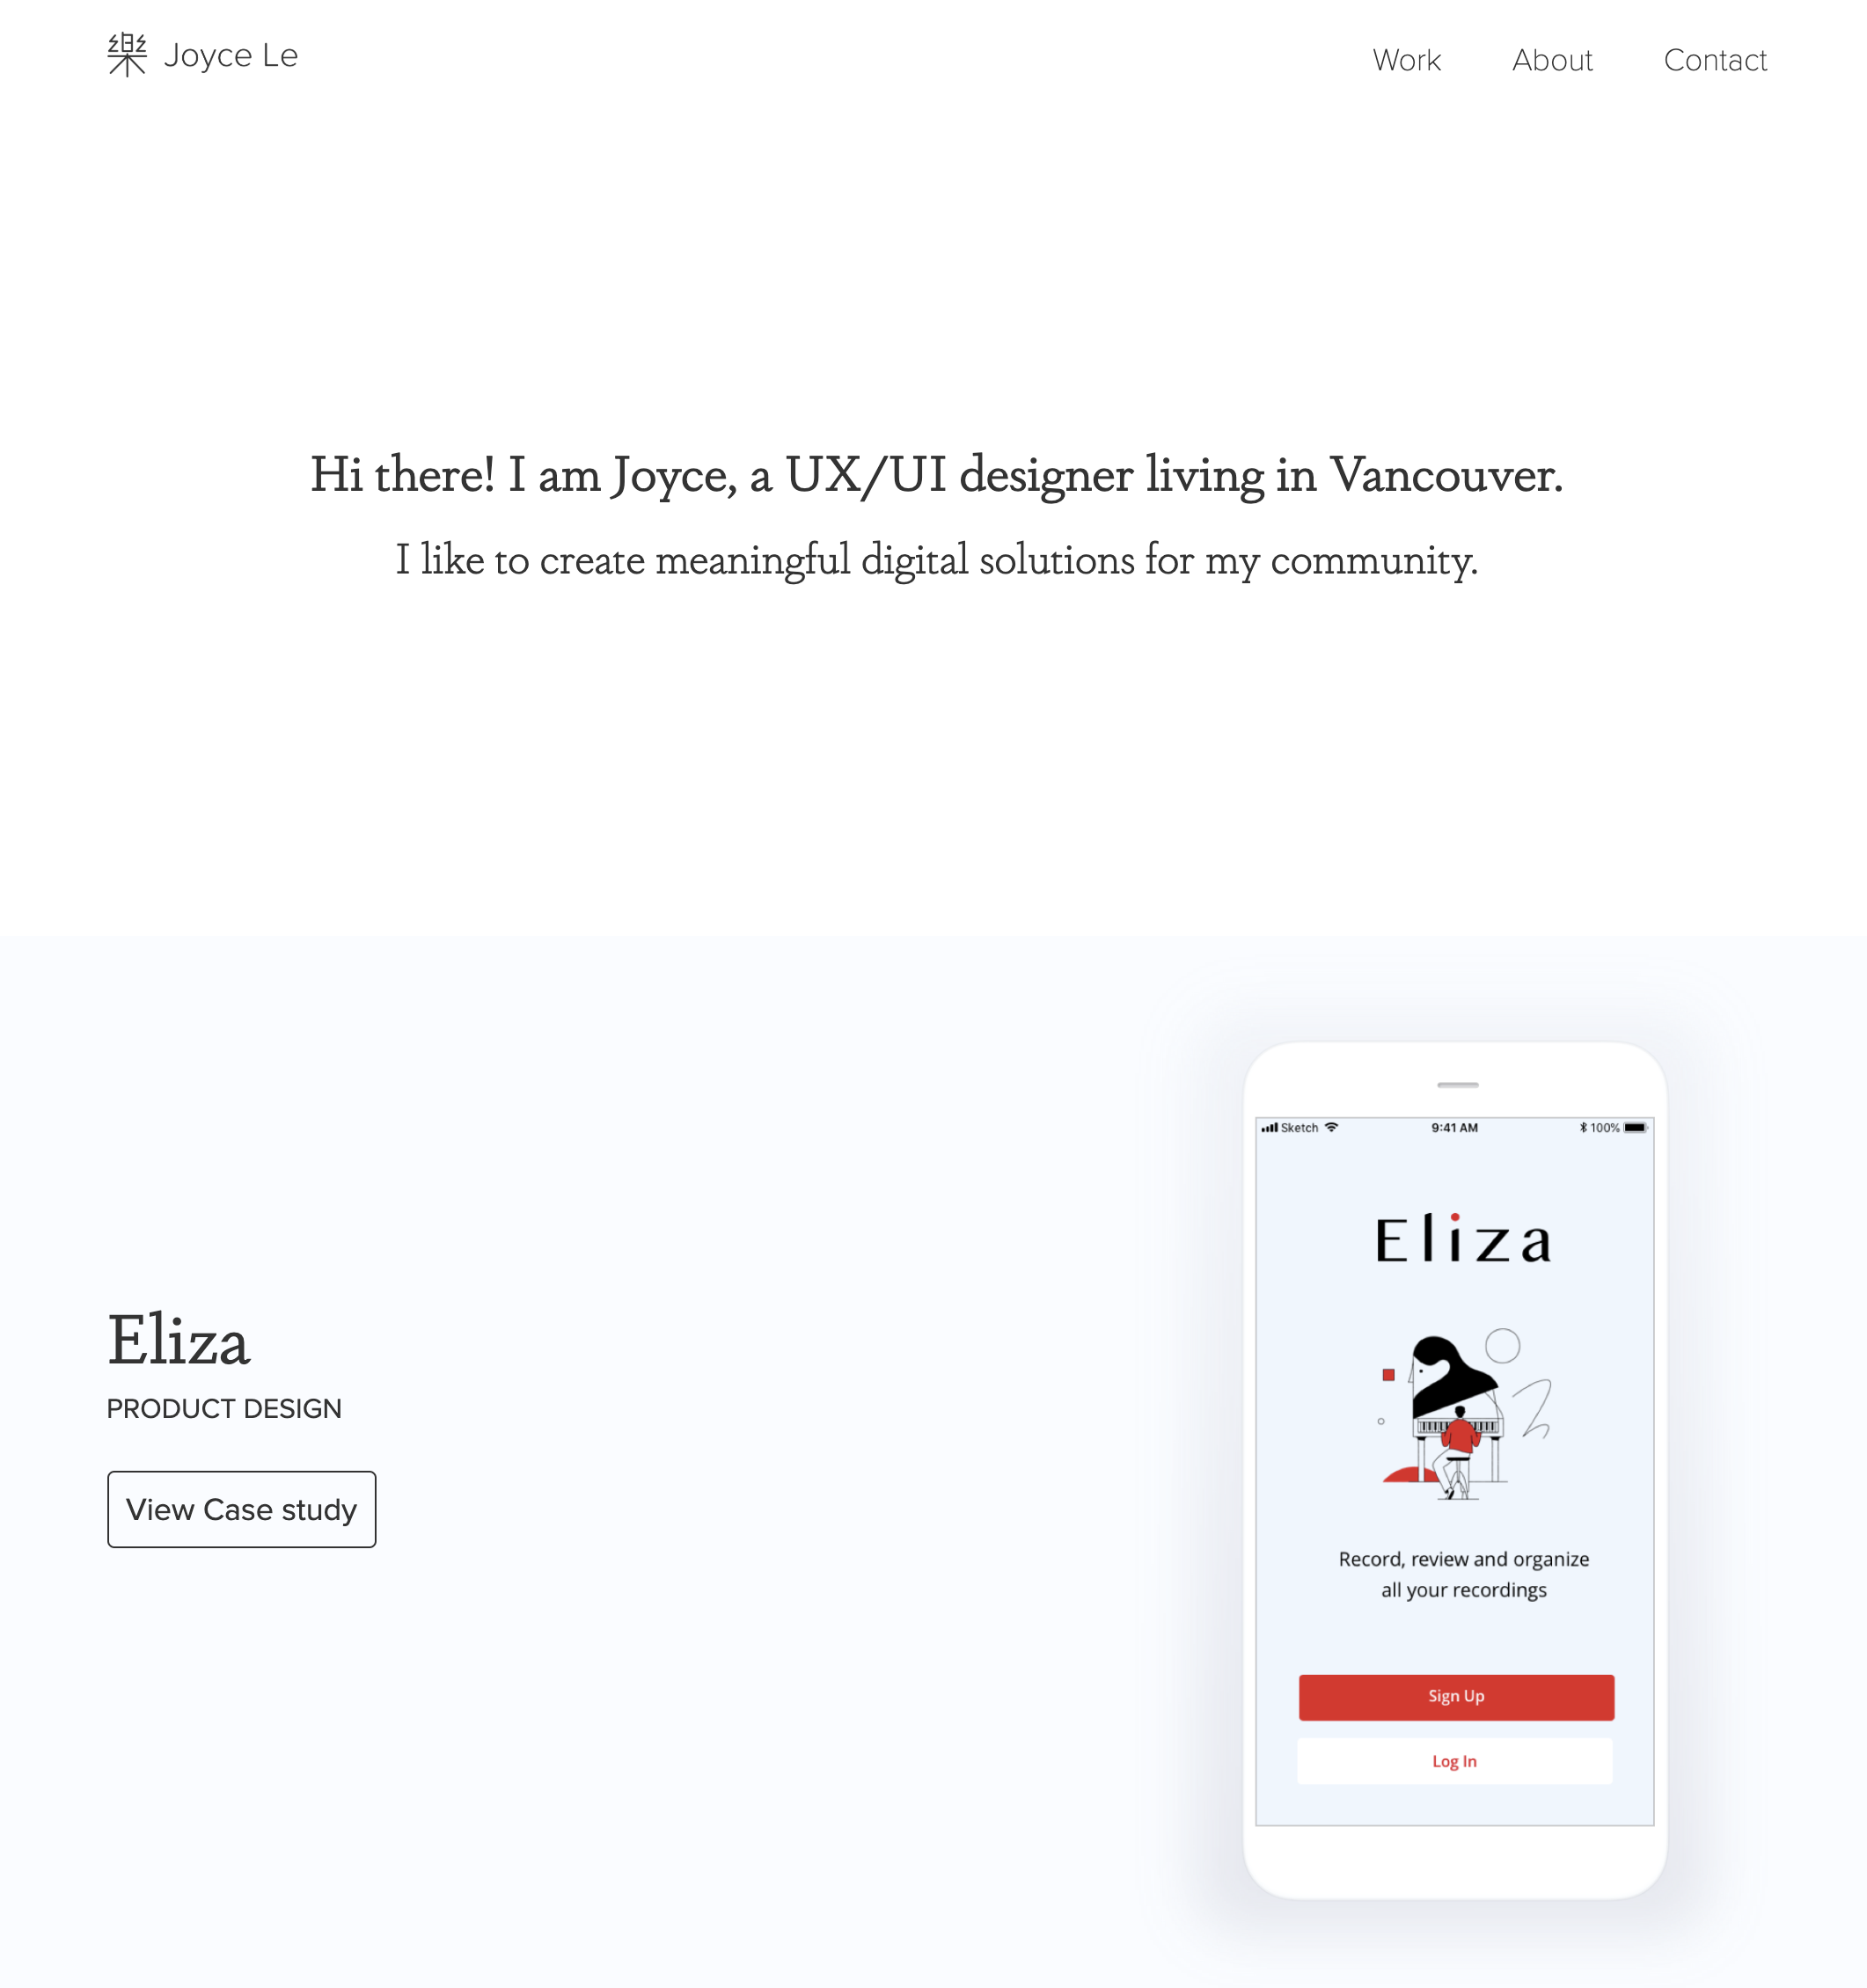 樂 Joyce Le
Work About Contact
Hi there! I am Joyce, a UX/UI designer living in Vancouver.
I like to create meaningful digital solutions for my community.
Eliza
PRODUCT DESIGN
View Case study
Sketch 9:41 AM 100%
Eliza
Record, review and organize
all your recordings
Sign Up
Log In